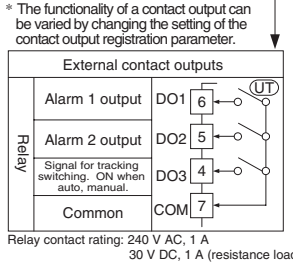 * The functionality of a contact output can
be varied by changing the setting of the
contact output registration parameter.
External contact outputs
UT
Relay
Alarm 1 output DO1 6
Alarm 2 output DO2 5
Signal for tracking
switching. ON when
auto, manual.
DO3 4
Common COM 7
Relay contact rating: 240 V AC, 1 A
30 V DC, 1 A (resistance load